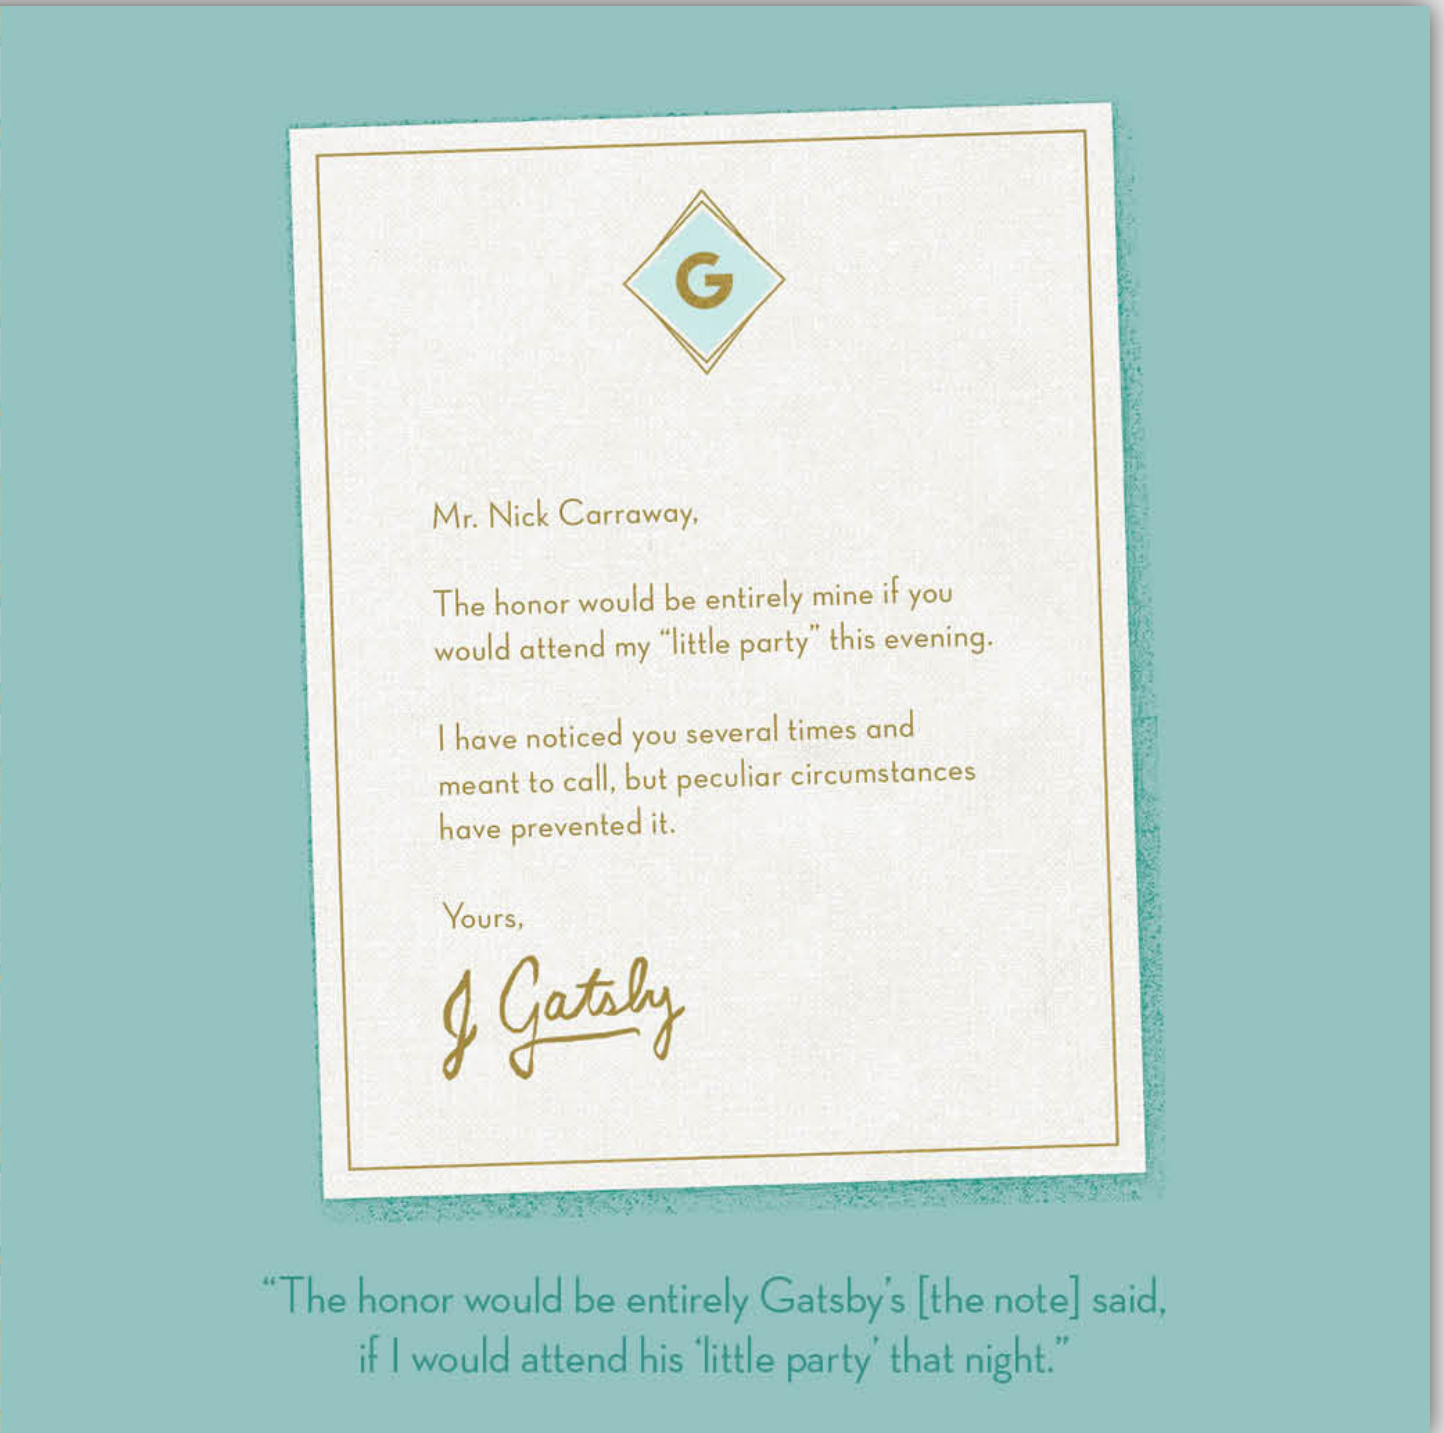 G
Mr. Nick Carraway,
The honor would be entirely mine if you
would attend my “little party” this evening.
I have noticed you several times and
meant to call, but peculiar circumstances
have prevented it.
Yours,
J Gatsby
“The honor would be entirely Gatsby’s [the note] said,
if I would attend his ‘little party’ that night.”